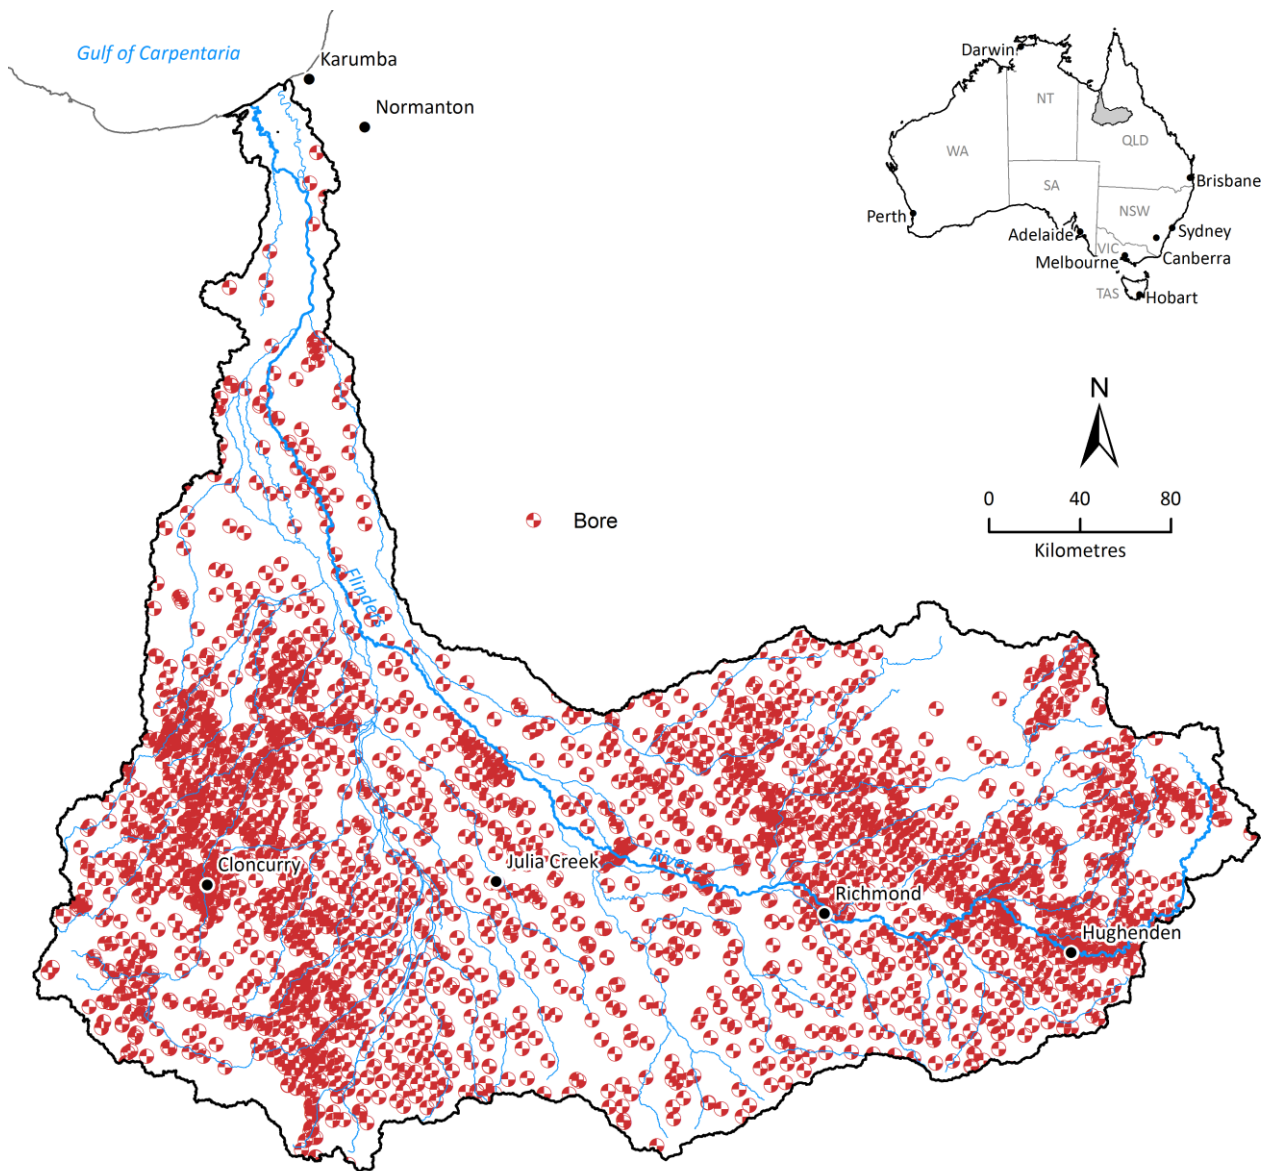 Gulf of Carpentaria
Karumba
Normanton
Darwin
NT
QLD
WA
SA
Brisbane
NSW
Perth
Adelaide
Sydney
VIC
Melbourne
Canberra
TAS
Hobart
N
0 40 80
Kilometres
Bore
Flinders
River
Cloncurry
Julia Creek
Richmond
Hughenden